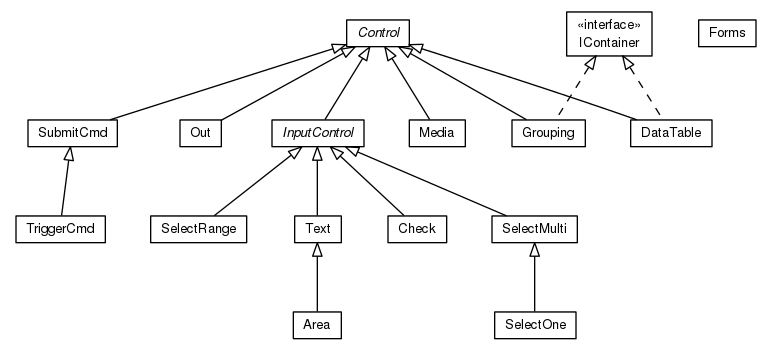 Control
«interface»
IContainer
Forms
SubmitCmd
Out
InputControl
Media
Grouping
DataTable
TriggerCmd
SelectRange
Text
Check
SelectMulti
Area
SelectOne